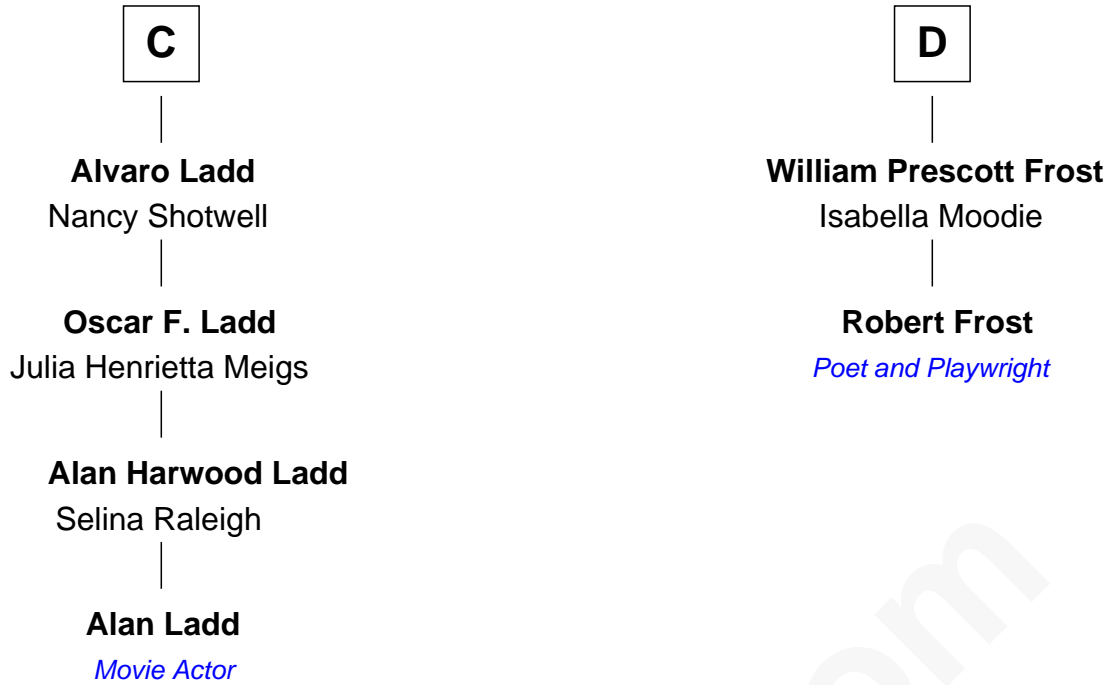 C
Alvaro Ladd
Nancy Shotwell
Oscar F. Ladd
Julia Henrietta Meigs
Alan Harwood Ladd
Selina Raleigh
Alan Ladd
Movie Actor
D
William Prescott Frost
Isabella Moodie
Robert Frost
Poet and Playwright
om